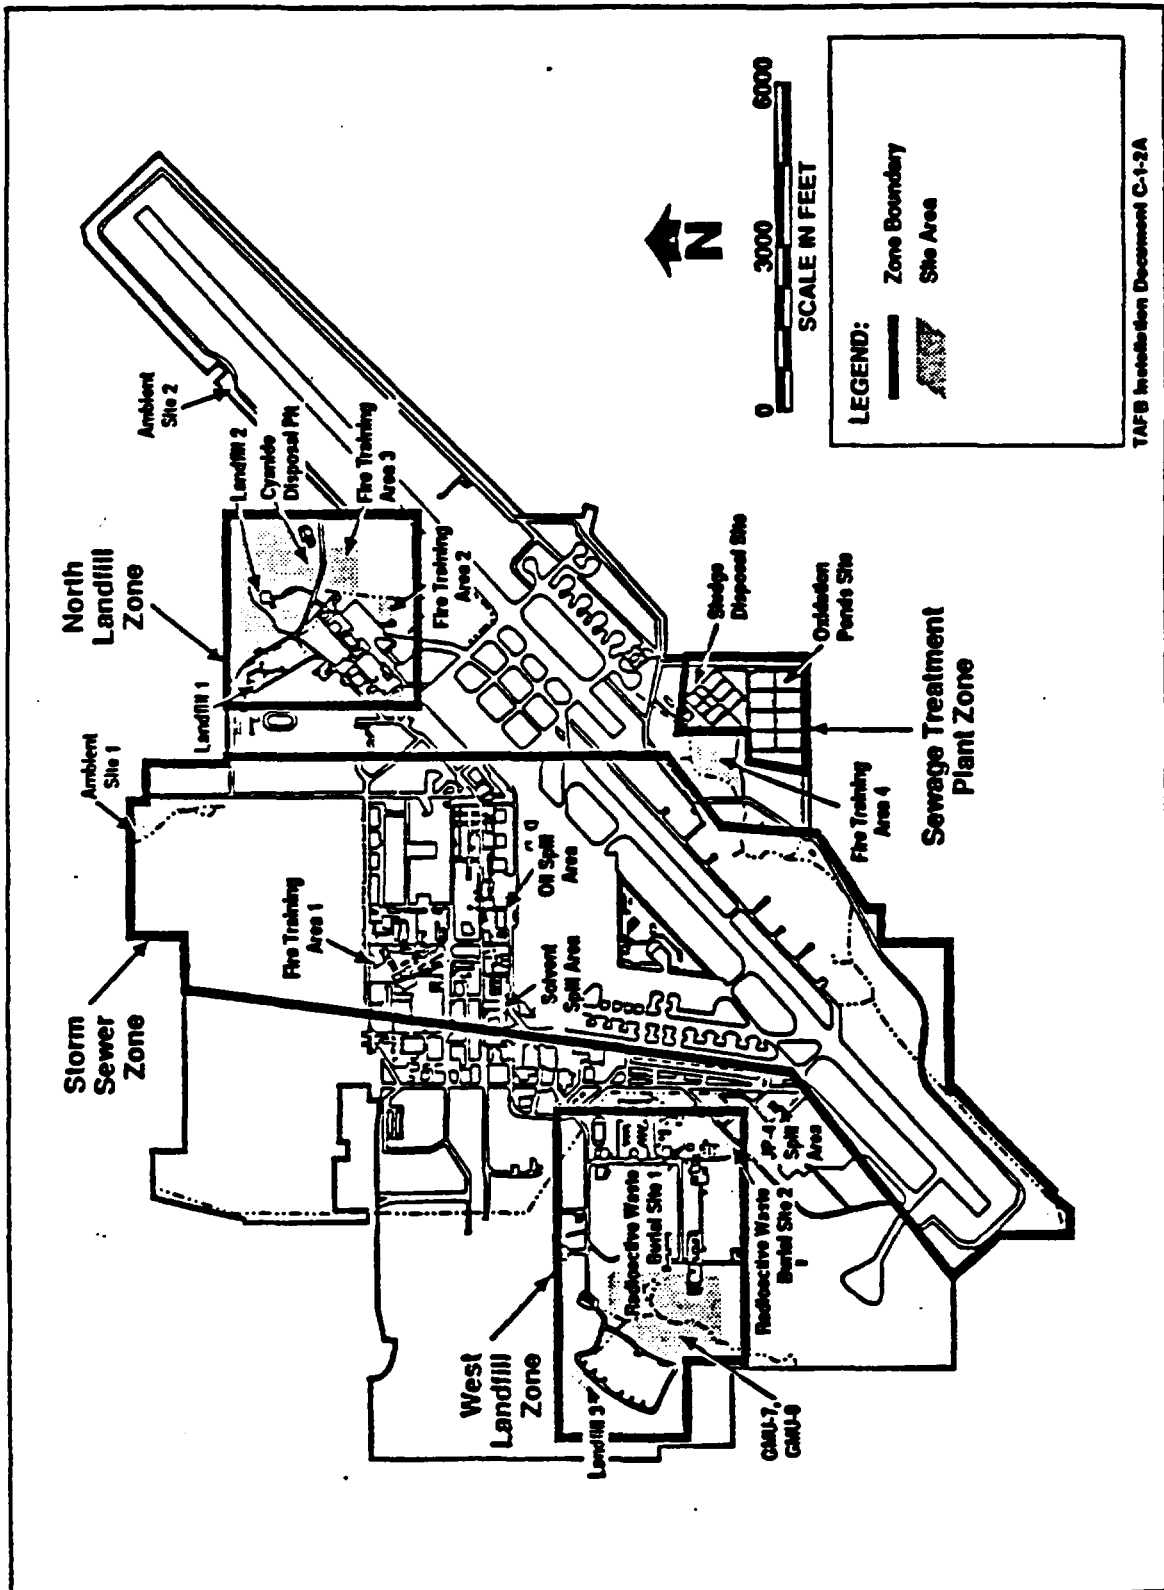 Storm
Sewer
Zone
Ambient
Site 1
North
Landfill
Zone
Landfill 1
Landfill 2
Cyanide
Disposal Pit
Ambient
Site 2
Fire Training
Area 3
Fire Training
Area 2
Fire Training
Area 1
Oil Spill
Area
Solvent
Spill Area
West
Landfill
Zone
Landfill 3
Radioactive Waste
Burial Site 1
Radioactive Waste
Burial Site 2
JP-4
Spill
Area
Sludge
Disposal Site
Oxidation
Ponds Site
Fire Training
Area 4
Sewage Treatment
Plant Zone
N
0 3000 6000
SCALE IN FEET
LEGEND:
Zone Boundary
Site Area
TAFB Installation Document C-1-2A